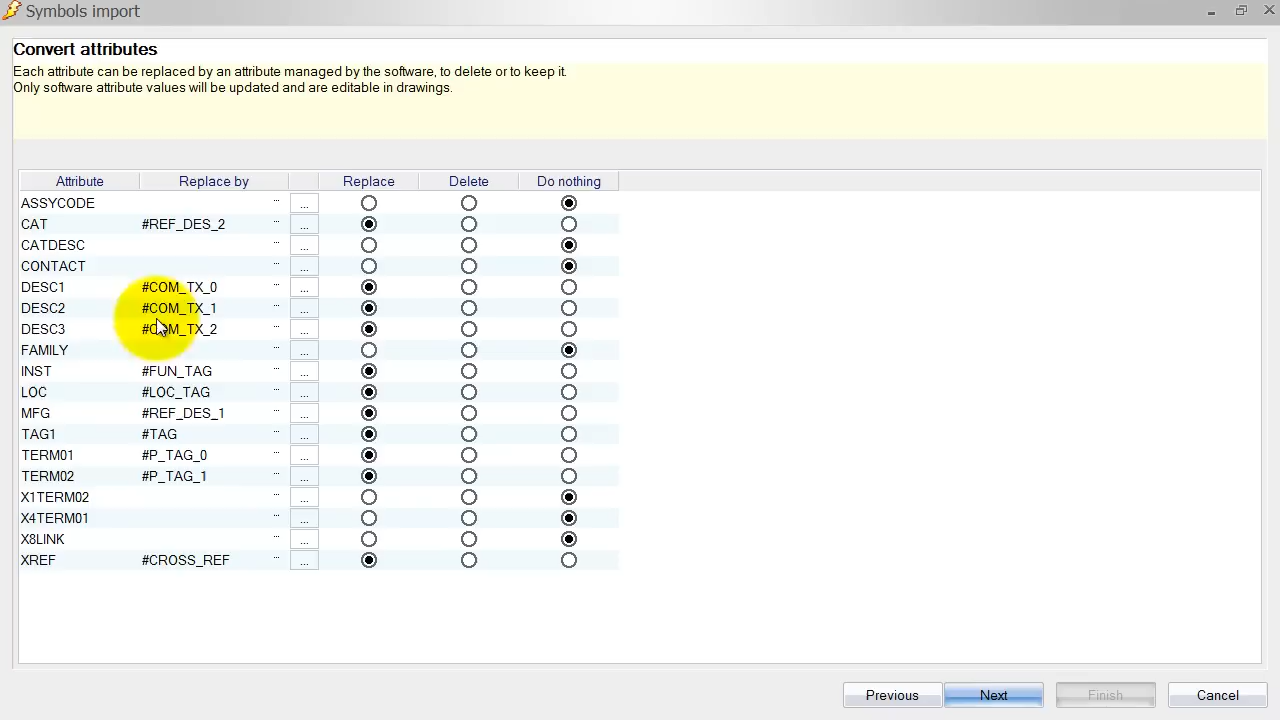 Symbols import
Convert attributes
Each attribute can be replaced by an attribute managed by the software, to delete or to keep it.
Only software attribute values will be updated and are editable in drawings.
Attribute Replace by Replace Delete Do nothing
ASSYCODE ... ...
CAT #REF_DES_2 ... ...
CATDESC ... ...
CONTACT ... ...
DESC1 #COM_TX_0 ... ...
DESC2 #COM_TX_1 ... ...
DESC3 #COM_TX_2 ... ...
FAMILY ... ...
INST #FUN_TAG ... ...
LOC #LOC_TAG ... ...
MFG #REF_DES_1 ... ...
TAG1 #TAG ... ...
TERM01 #P_TAG_0 ... ...
TERM02 #P_TAG_1 ... ...
X1TERM02 ... ...
X4TERM01 ... ...
X8LINK ... ...
XREF #CROSS_REF ... ...
Previous Next Finish Cancel